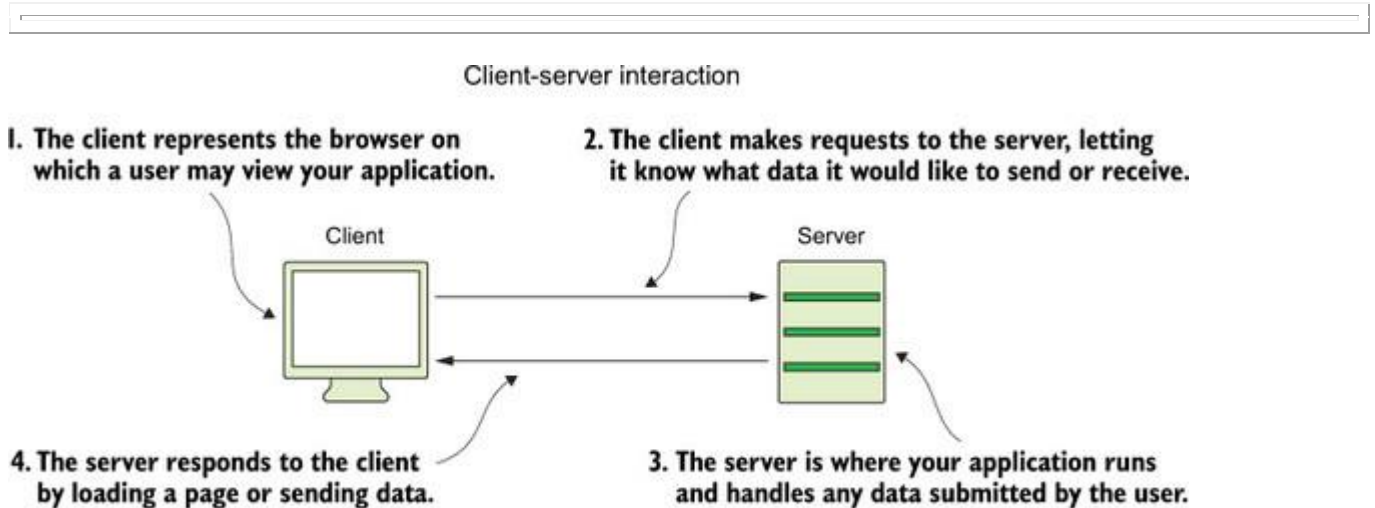 Client-server interaction
1. The client represents the browser on
which a user may view your application.
2. The client makes requests to the server, letting
it know what data it would like to send or receive.
Client
Server
4. The server responds to the client
by loading a page or sending data.
3. The server is where your application runs
and handles any data submitted by the user.